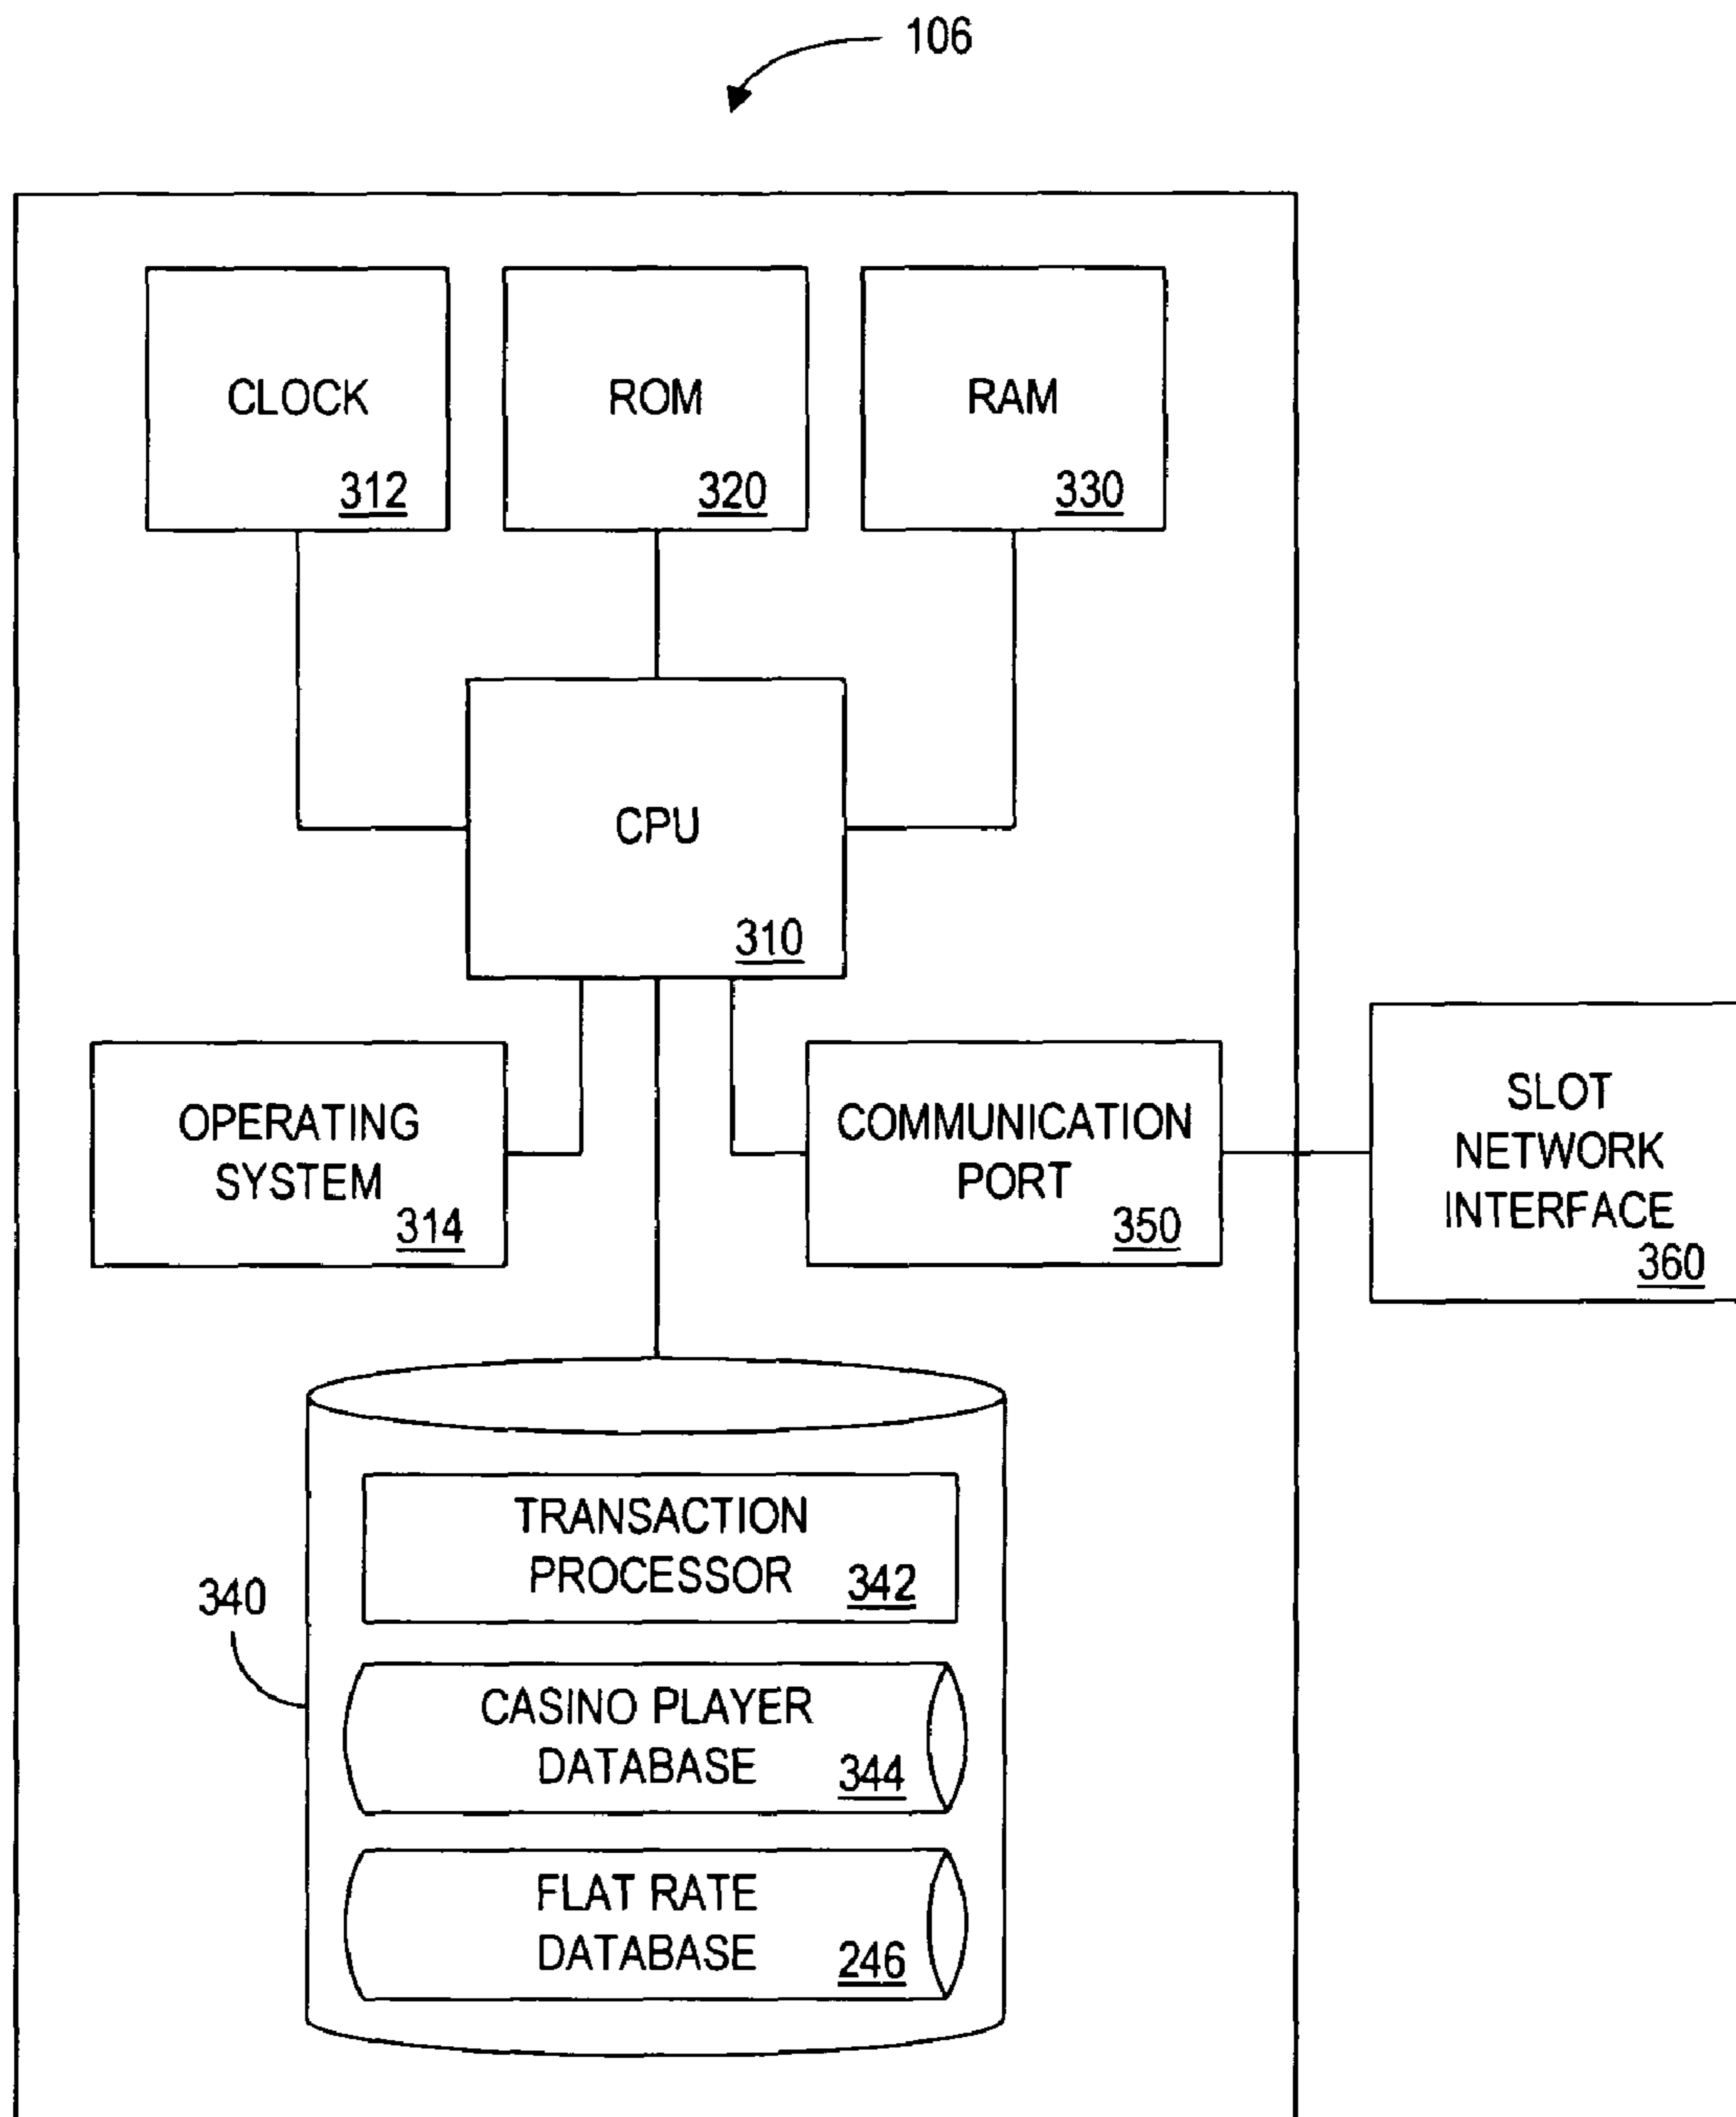 106
CLOCK
312
ROM
320
RAM
330
CPU
310
OPERATING
SYSTEM
314
COMMUNICATION
PORT
350
SLOT
NETWORK
INTERFACE
360
340
TRANSACTION
PROCESSOR 342
CASINO PLAYER
DATABASE 344
FLAT RATE
DATABASE 246